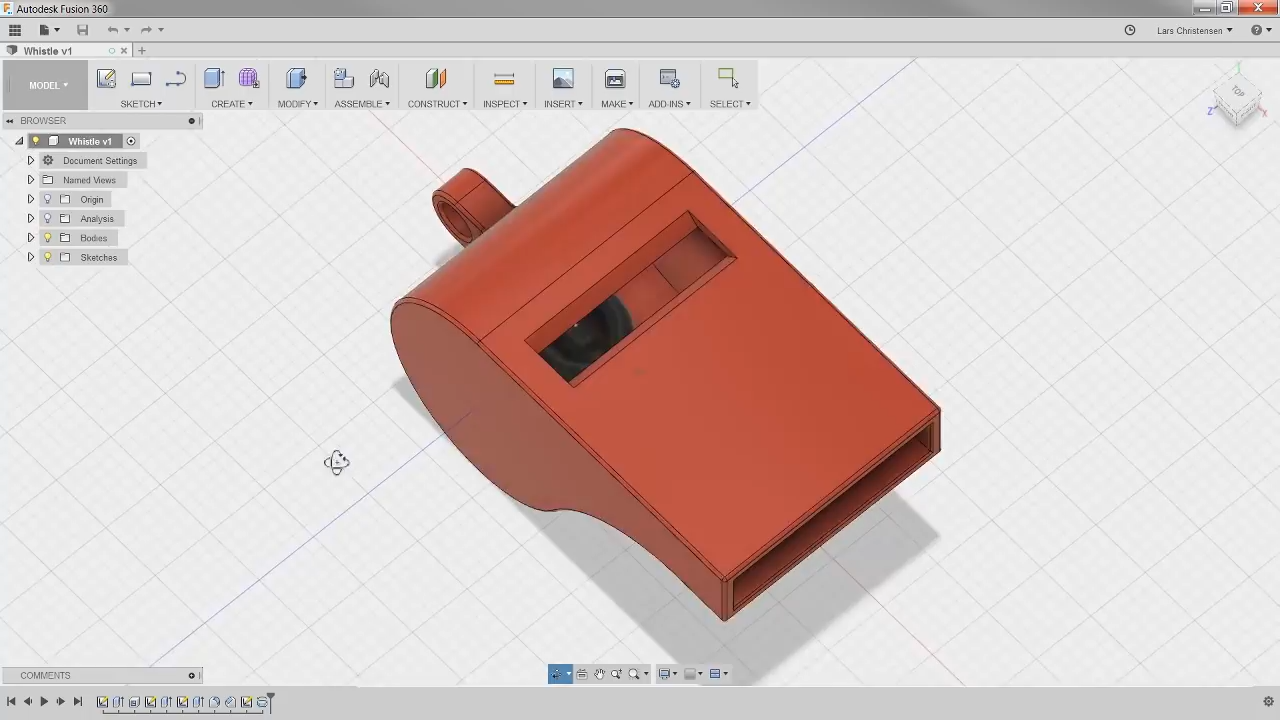 Autodesk Fusion 360
Lars Christensen
Whistle v1
MODEL
SKETCH
CREATE
MODIFY
ASSEMBLE
CONSTRUCT
INSPECT
INSERT
MAKE
ADD-INS
SELECT
BROWSER
Whistle v1
Document Settings
Named Views
Origin
Analysis
Bodies
Sketches
TOP
Z
X
COMMENTS